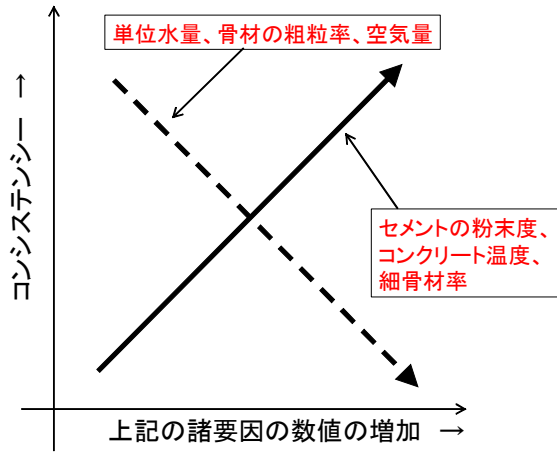 単位水量、骨材の粗粒率、空気量
コンシステンシー →
セメントの粉末度、
コンクリート温度、
細骨材率
上記の諸要因の数値の増加 →